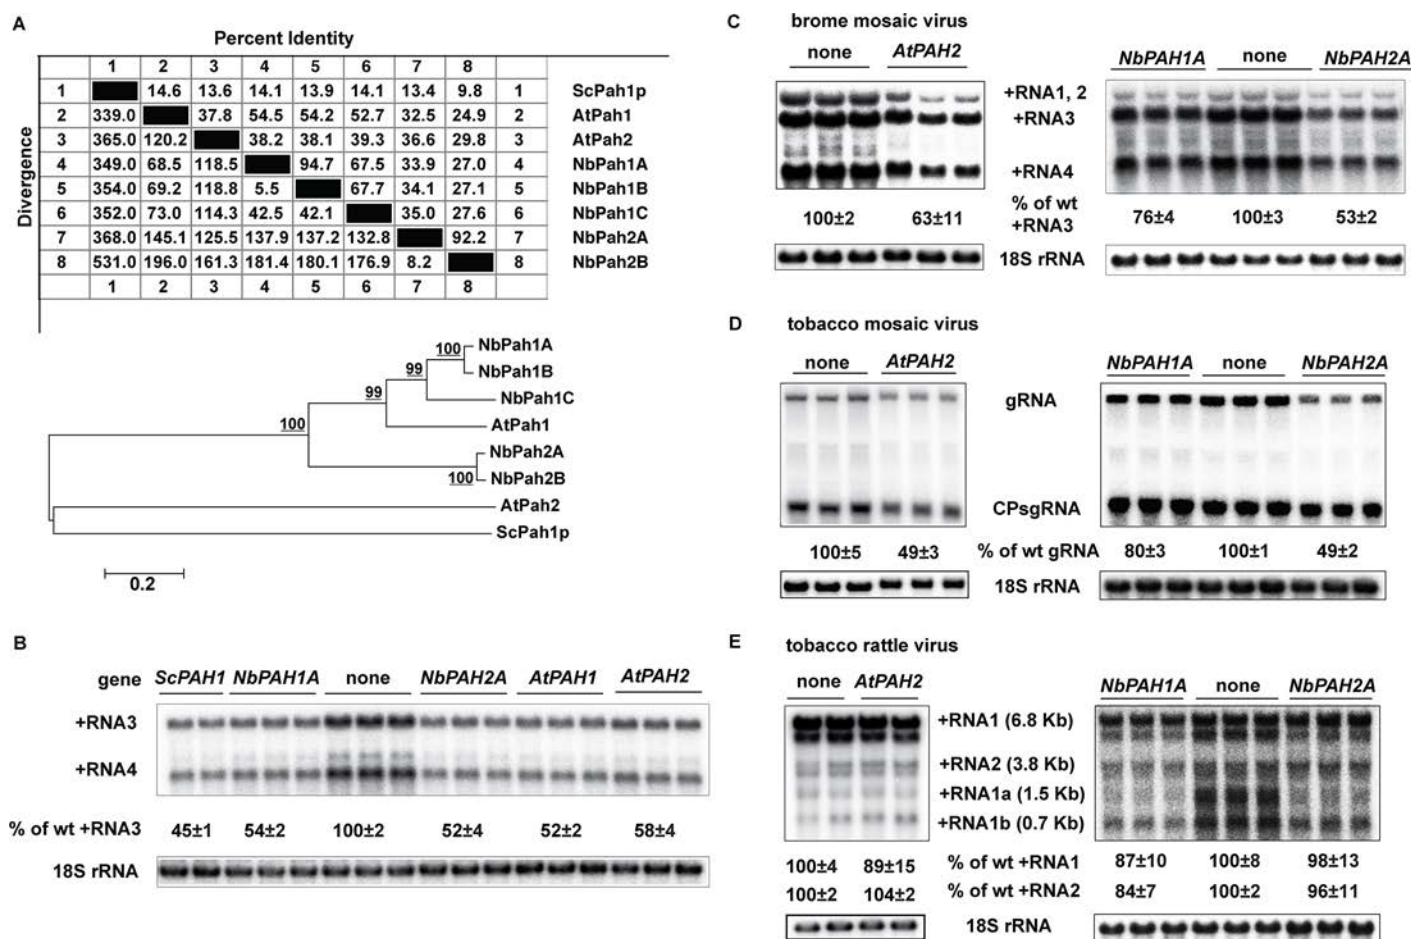 A
Percent Identity
1 2 3 4 5 6 7 8
1 14.6 13.6 14.1 13.9 14.1 13.4 9.8 1 ScPah1p
2 339.0 37.8 54.5 54.2 52.7 32.5 24.9 2 AtPah1
3 365.0 120.2 38.2 38.1 39.3 36.6 29.8 3 AtPah2
4 349.0 68.5 118.5 94.7 67.5 33.9 27.0 4 NbPah1A
5 354.0 69.2 118.8 5.5 67.7 34.1 27.1 5 NbPah1B
6 352.0 73.0 114.3 42.5 42.1 35.0 27.6 6 NbPah1C
7 368.0 145.1 125.5 137.9 137.2 132.8 92.2 7 NbPah2A
8 531.0 196.0 161.3 181.4 180.1 176.9 8.2 8 NbPah2B
1 2 3 4 5 6 7 8
Divergence
100 NbPah1A
NbPah1B
99
NbPah1C
99
AtPah1
100
NbPah2A
100 NbPah2B
AtPah2
ScPah1p
0.2
B
gene ScPAH1 NbPAH1A none NbPAH2A AtPAH1 AtPAH2
+RNA3
+RNA4
% of wt +RNA3 45±1 54±2 100±2 52±4 52±2 58±4
18S rRNA
C brome mosaic virus
none AtPAH2 NbPAH1A none NbPAH2A
+RNA1, 2
+RNA3
+RNA4
% of wt
+RNA3
100±2 63±11 76±4 100±3 53±2
18S rRNA
D tobacco mosaic virus
none AtPAH2 NbPAH1A none NbPAH2A
gRNA
CPsgRNA
100±5 49±3 % of wt gRNA 80±3 100±1 49±2
18S rRNA
E tobacco rattle virus
none AtPAH2 NbPAH1A none NbPAH2A
+RNA1 (6.8 Kb)
+RNA2 (3.8 Kb)
+RNA1a (1.5 Kb)
+RNA1b (0.7 Kb)
100±4 89±15 % of wt +RNA1 87±10 100±8 98±13
100±2 104±2 % of wt +RNA2 84±7 100±2 96±11
18S rRNA